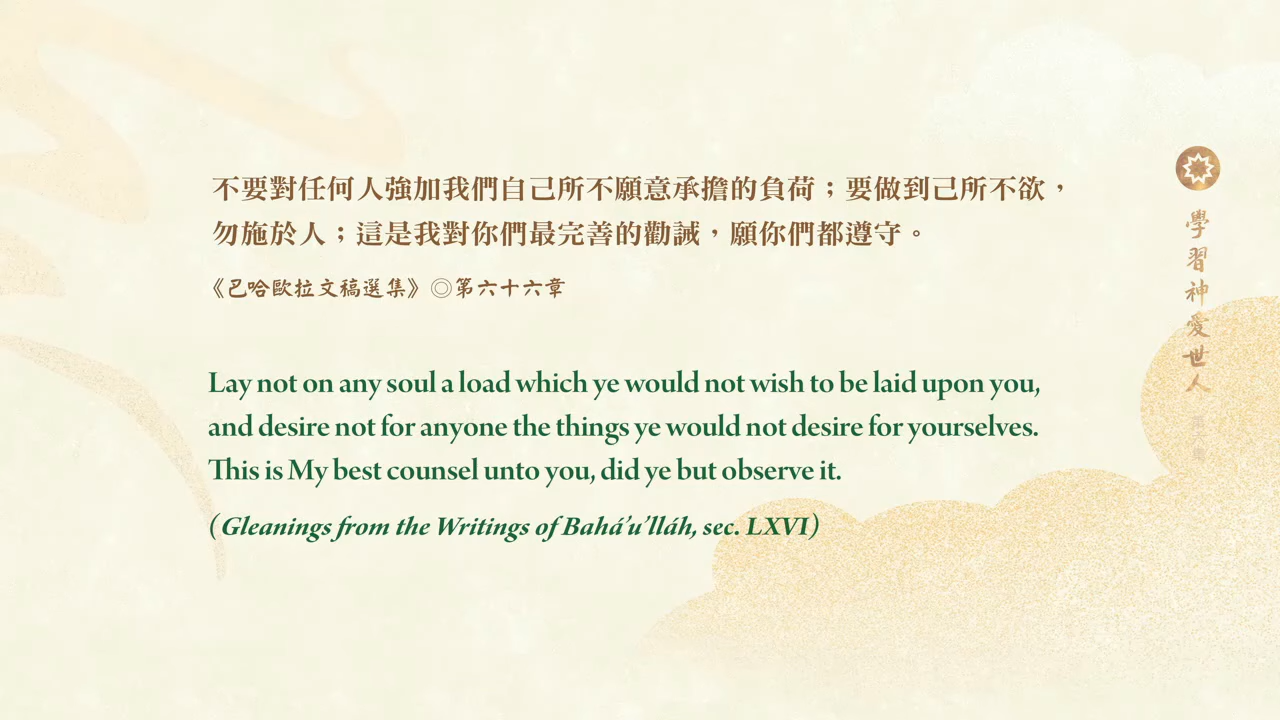 不要對任何人強加我們自己所不願意承擔的負荷；要做到己所不欲，
勿施於人；這是我對你們最完善的勸誡，願你們都遵守。
《巴哈歐拉文稿選集》◎第六十六章
Lay not on any soul a load which ye would not wish to be laid upon you,
and desire not for anyone the things ye would not desire for yourselves.
This is My best counsel unto you, did ye but observe it.
(Gleanings from the Writings of Bahá’u’lláh, sec. LXVI)
學習神愛世人